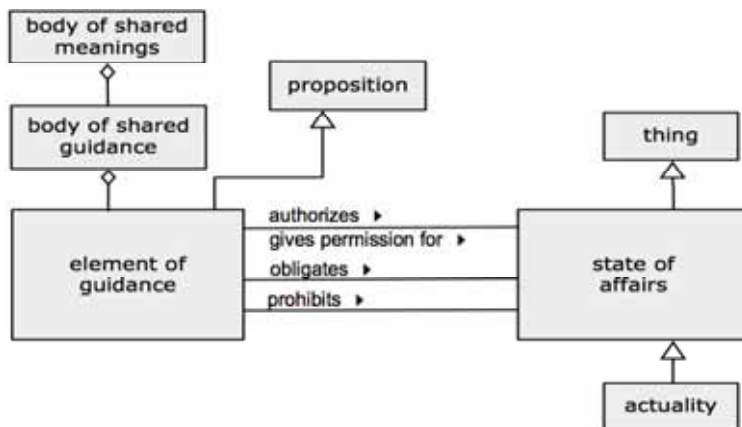 body of shared
meanings
proposition
body of shared
guidance
thing
element of
guidance
authorizes ▸
gives permission for ▸
obligates ▸
prohibits ▸
state of
affairs
actuality